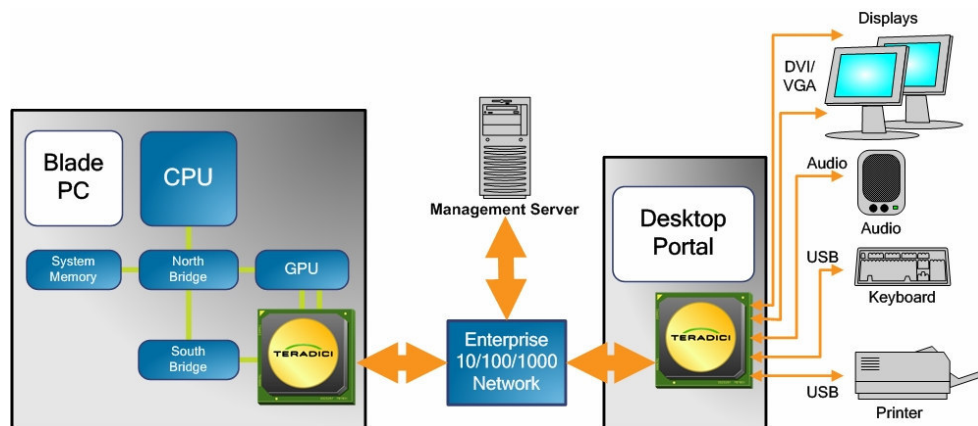 Blade
PC
CPU
System
Memory
North
Bridge
GPU
South
Bridge
TERADICI
Management Server
Enterprise
10/100/1000
Network
Desktop
Portal
TERADICI
Displays
DVI/
VGA
Audio
Audio
USB
Keyboard
USB
Printer